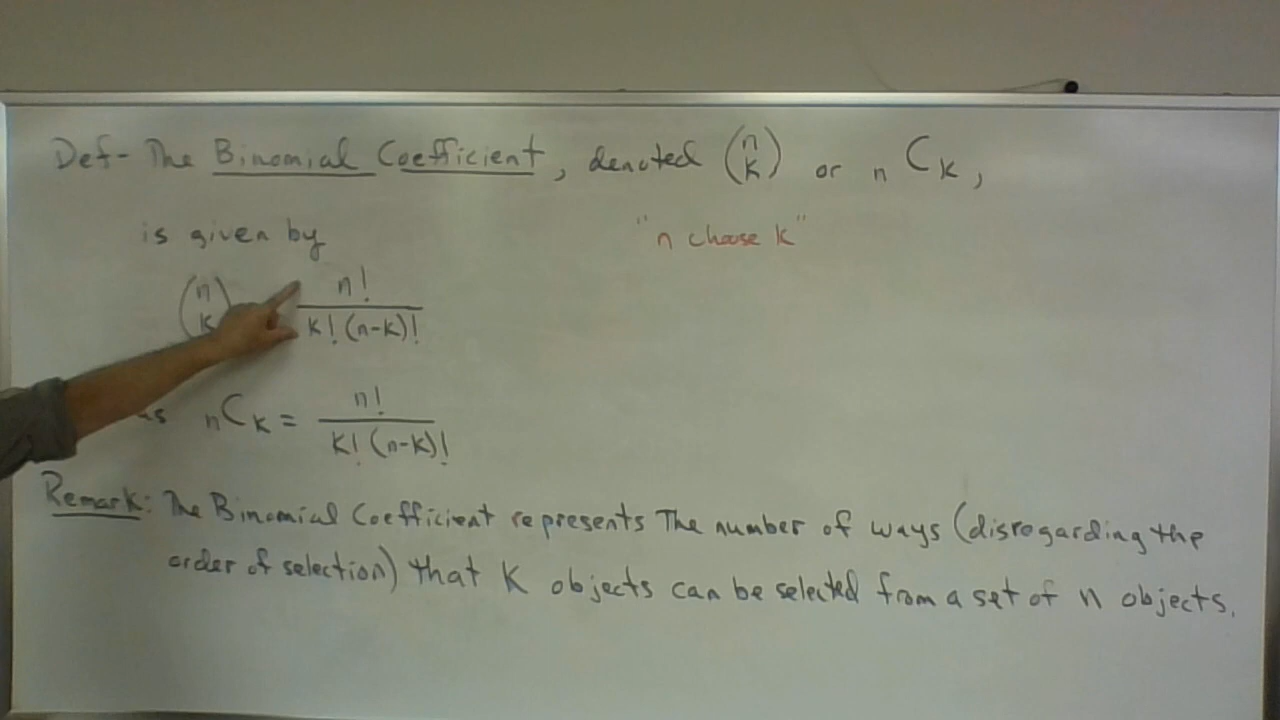 Def- The Binomial Coefficient, denoted (n k) or nCk,
is given by
"n choose k"
(n k) n! / k!(n-k)!
nCk = n! / k!(n-k)!
Remark: The Binomial Coefficient represents The number of ways (disregarding the
order of selection) that K objects can be selected from a set of n objects.